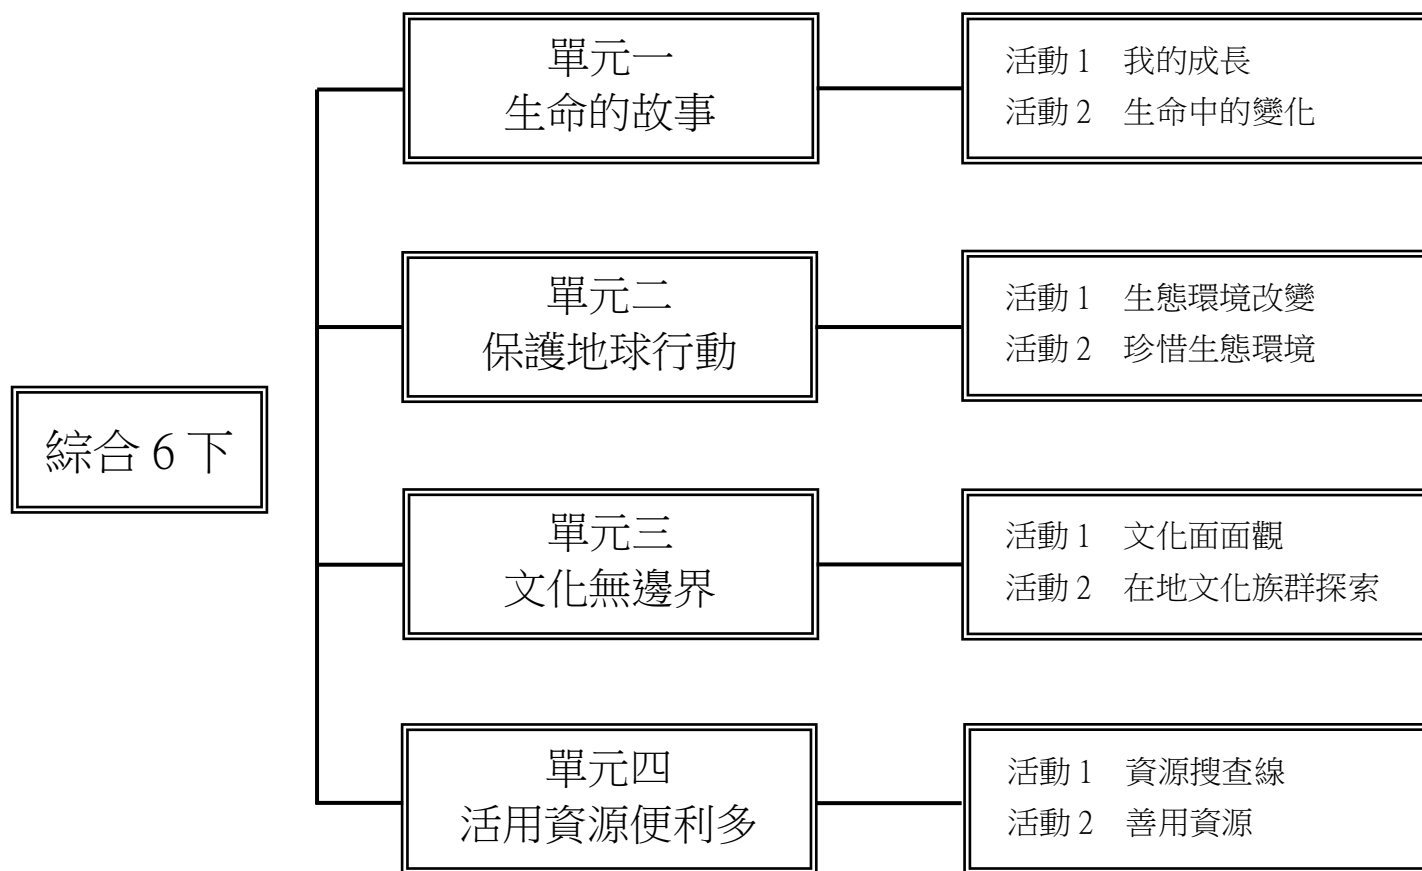 綜合 6 下
單元一
生命的故事
活動 1　我的成長
活動 2　生命中的變化
單元二
保護地球行動
活動 1　生態環境改變
活動 2　珍惜生態環境
單元三
文化無邊界
活動 1　文化面面觀
活動 2　在地文化族群探索
單元四
活用資源便利多
活動 1　資源搜查線
活動 2　善用資源